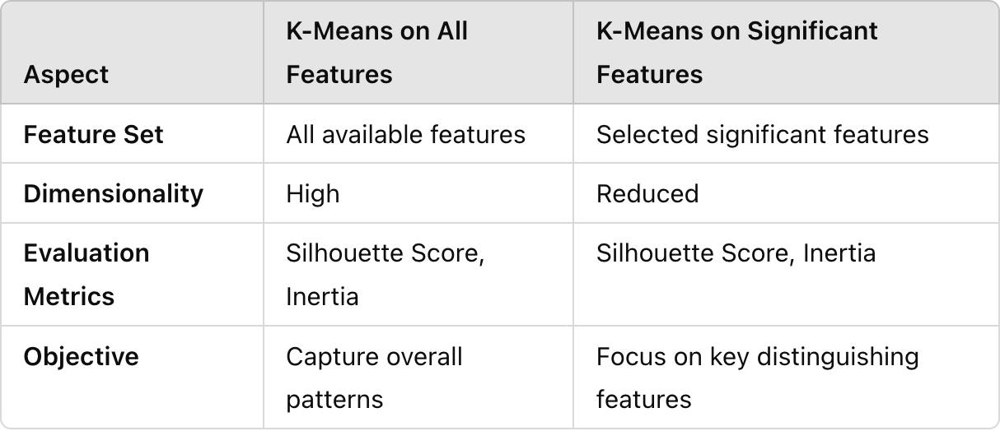 Aspect
K-Means on All
Features
K-Means on Significant
Features
Feature Set
All available features
Selected significant features
Dimensionality
High
Reduced
Evaluation
Metrics
Silhouette Score,
Inertia
Silhouette Score, Inertia
Objective
Capture overall
patterns
Focus on key distinguishing
features